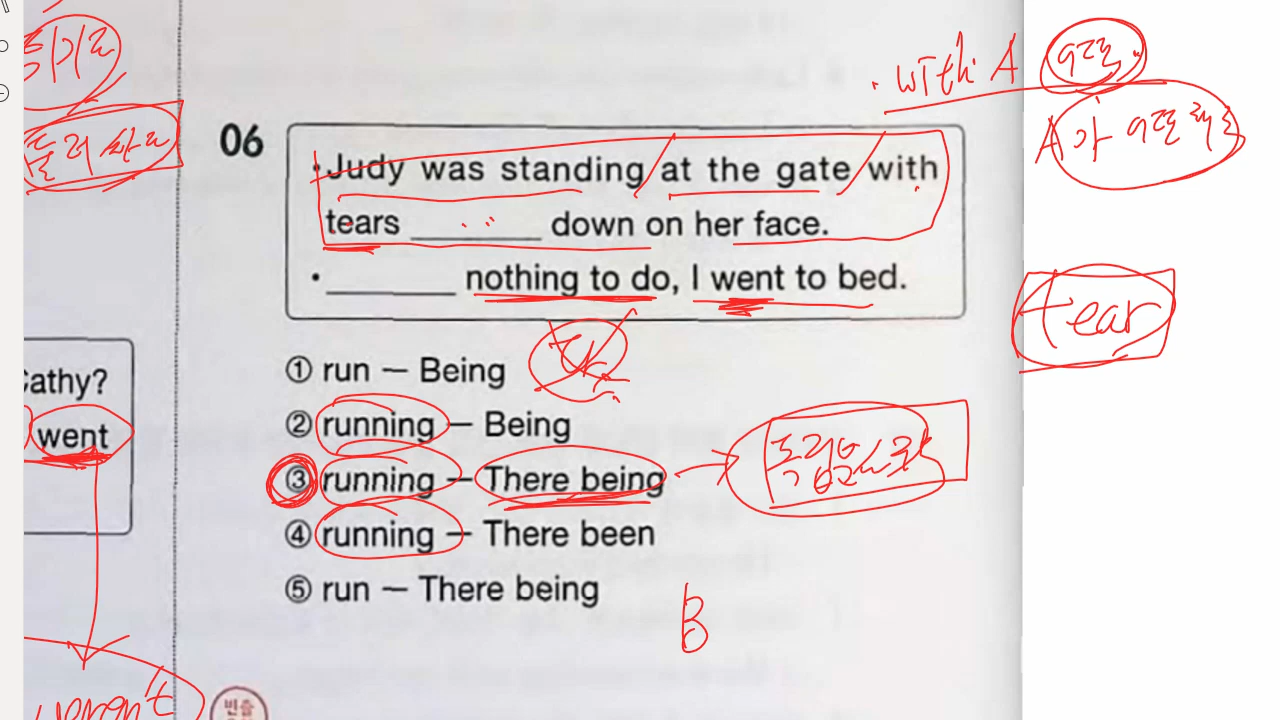 with A
A가
06
• Judy was standing at the gate with
tears ________ down on her face.
• ________ nothing to do, I went to bed.
tear
① run — Being
② running — Being
③ running — There being
④ running — There been
⑤ run — There being
B
athy?
went
weren't